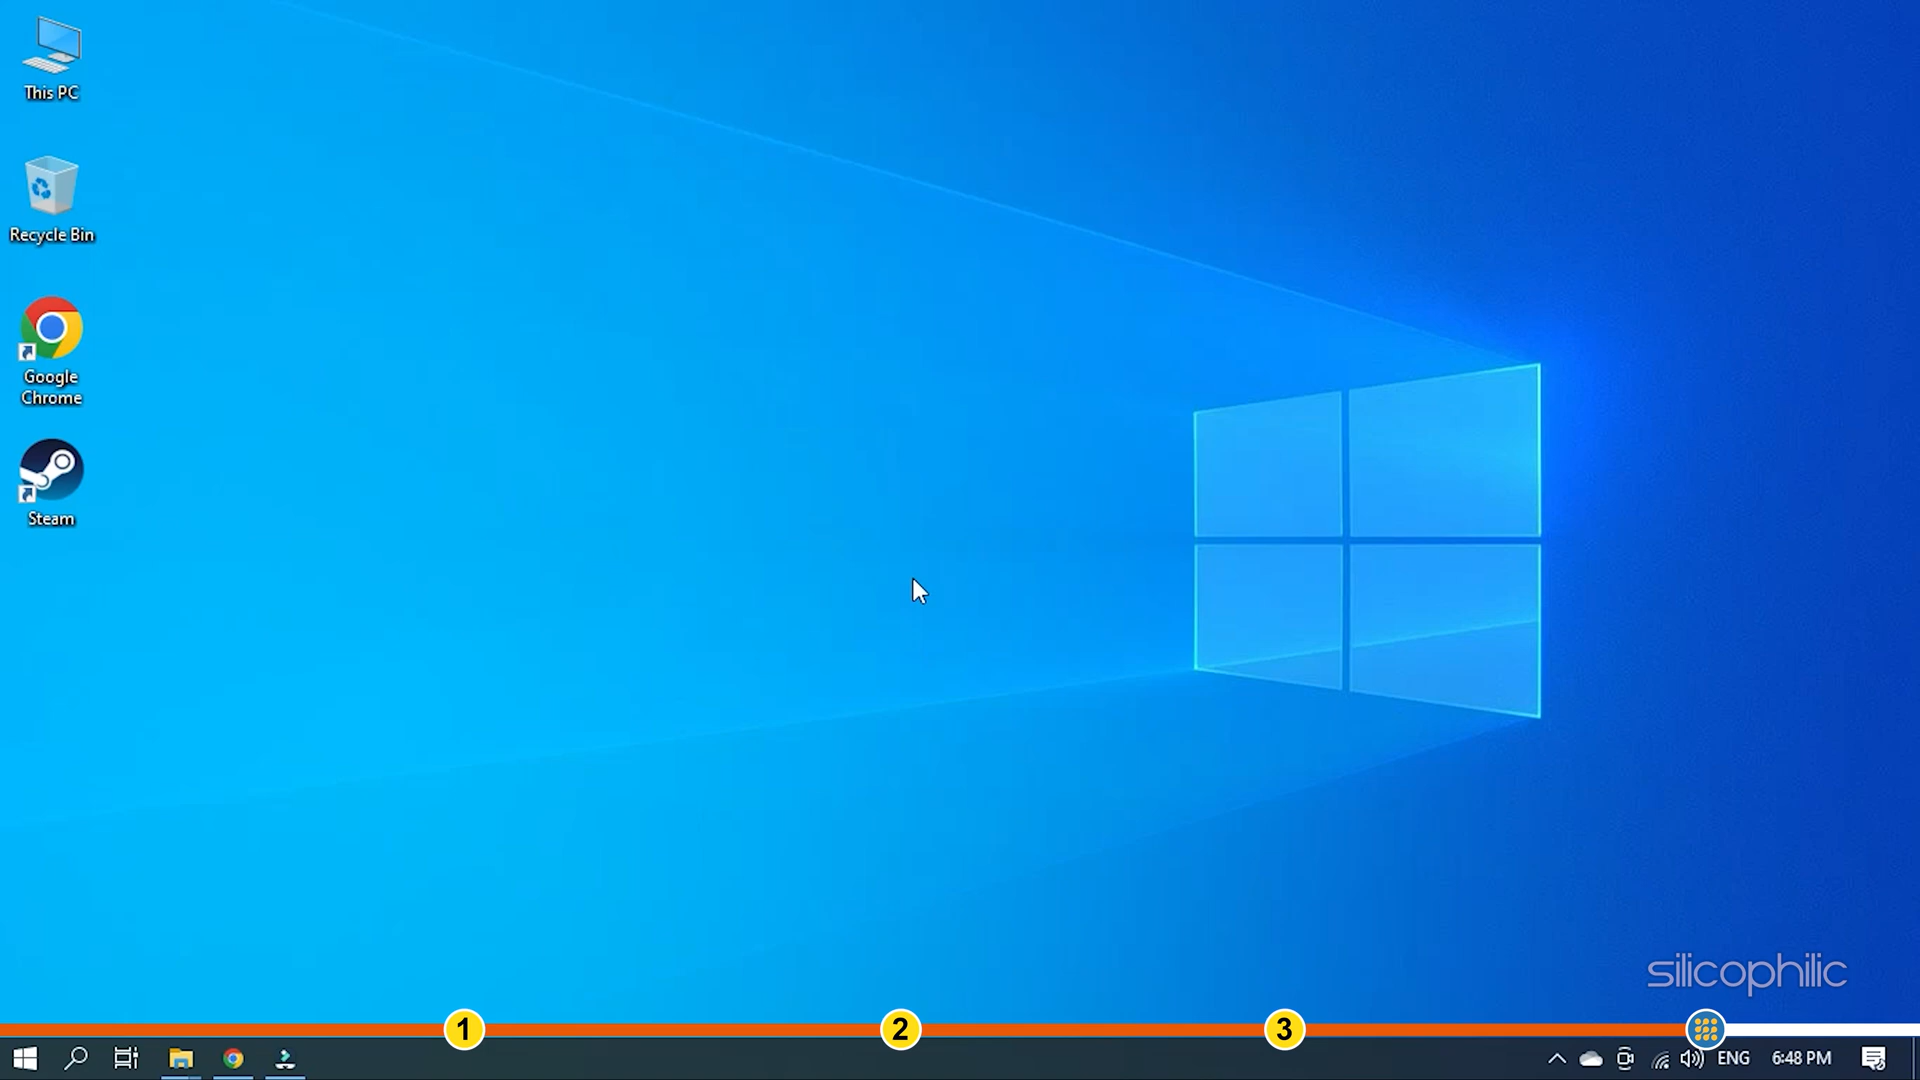 This PC
Recycle Bin
Google
Chrome
Steam
silicophilic
1
2
3
ENG
6:48 PM